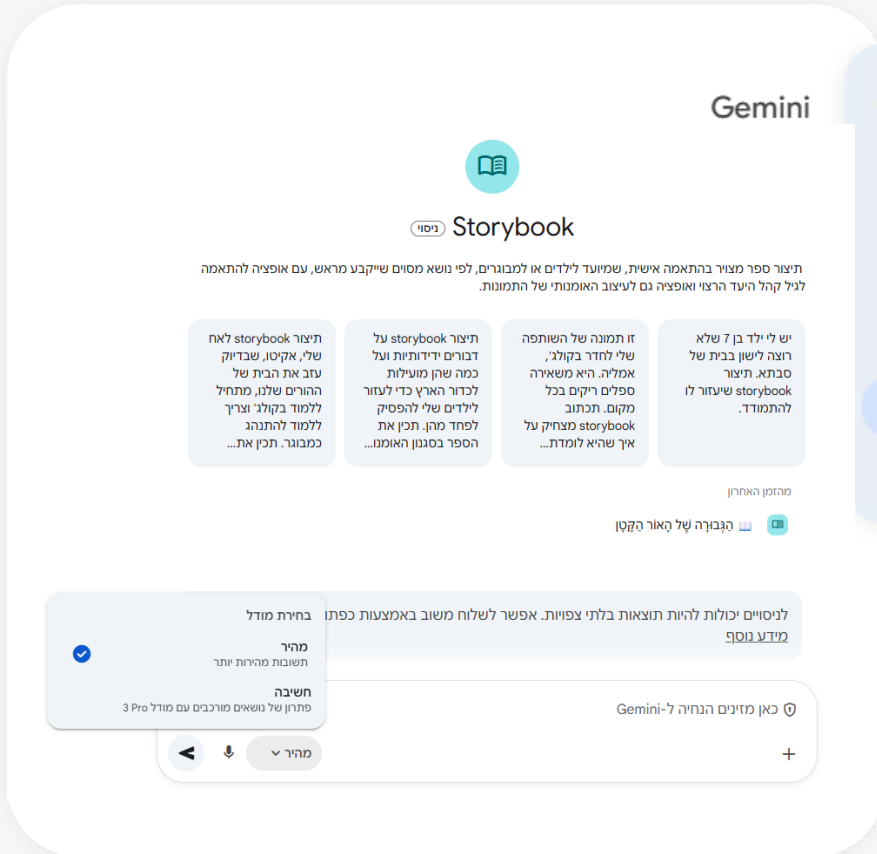 Gemini
Storybook ניסוי
תיצור ספר מצויר בהתאמה אישית, שמיועד לילדים או למבוגרים, לפי נושא מסוים שייקבע מראש, עם אופציה להתאמה
לגיל קהל היעד הרצוי ואופציה גם לעיצוב האומנותי של התמונות.
יש לי ילד בן 7 שלא
רוצה לישון בבית של
סבתא. תיצור
storybook שיעזור לו
להתמודד.
זו תמונה של השותפה
שלי לחדר בקולג',
אמליה. היא משאירה
ספלים ריקים בכל
מקום. תכתוב
storybook מצחיק על
איך שהיא לומדת...
תיצור storybook על
דבורים ידידותיות ועל
כמה שהן מועילות
לכדור הארץ כדי לעזור
לילדים שלי להפסיק
לפחד מהן. תכין את
הספר בסגנון האומנו...
תיצור storybook לאח
שלי, אקיטו, שבדיוק
עזב את הבית של
ההורים שלנו, מתחיל
ללמוד בקולג' וצריך
ללמוד להתנהג
כמבוגר. תכין את...
מהזמן האחרון
הַגְּבוּרָה שֶׁל הָאוֹר הַקָּטָן
לניסויים יכולות להיות תוצאות בלתי צפויות. אפשר לשלוח משוב באמצעות כפתו
מידע נוסף
בחירת מודל
מהיר
תשובות מהירות יותר
חשיבה
פתרון של נושאים מורכבים עם מודל 3 Pro
כאן מזינים הנחיה ל-Gemini
מהיר